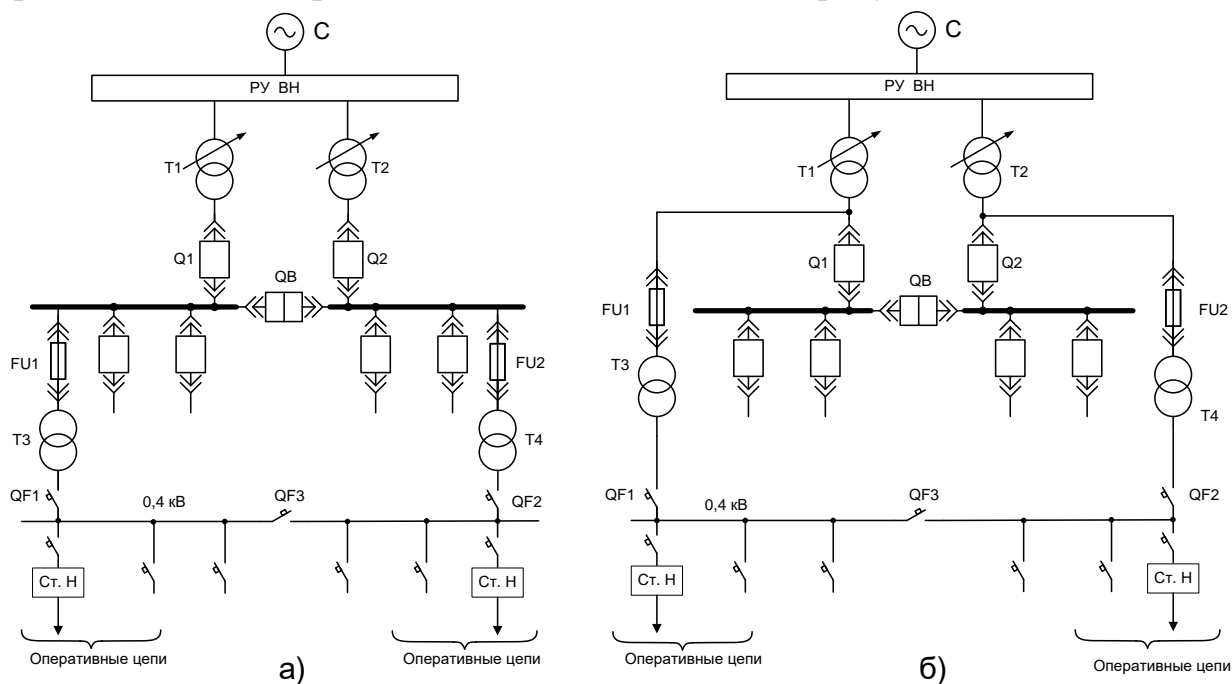 С
РУ ВН
Т1
Т2
Q1
Q2
QB
FU1
FU2
Т3
Т4
QF1
0,4 кВ
QF3
QF2
Ст. Н
Ст. Н
Оперативные цепи
Оперативные цепи
а)
С
РУ ВН
Т1
Т2
Q1
Q2
QB
FU1
FU2
Т3
Т4
QF1
0,4 кВ
QF3
QF2
Ст. Н
Ст. Н
Оперативные цепи
Оперативные цепи
б)